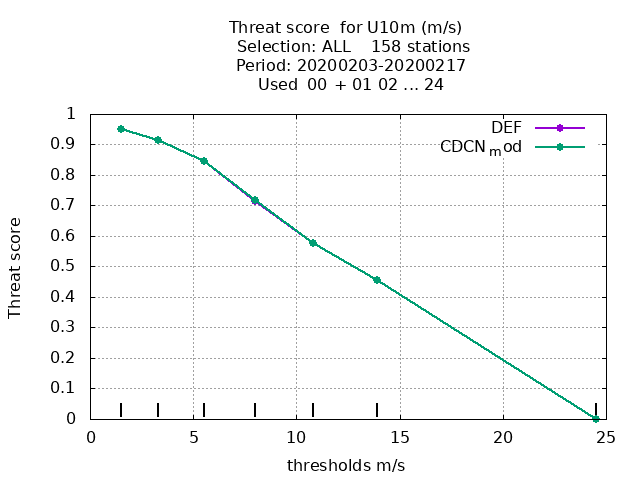 Threat score  for U10m (m/s)
Selection: ALL    158 stations
Period: 20200203-20200217
Used  00  + 01 02 ... 24
DEF
CDCNmod
1
0.9
0.8
0.7
0.6
0.5
0.4
0.3
0.2
0.1
0
Threat score
0 5 10 15 20 25
thresholds m/s